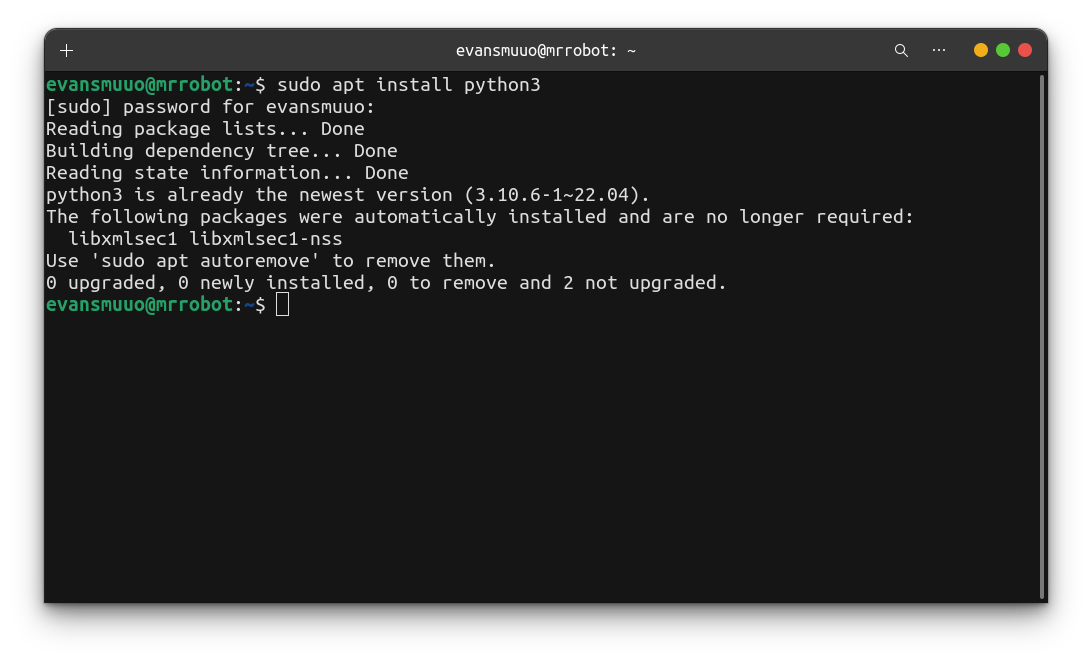 evansmuuo@mrrobot: ~
evansmuuo@mrrobot:~$ sudo apt install python3
[sudo] password for evansmuuo:
Reading package lists... Done
Building dependency tree... Done
Reading state information... Done
python3 is already the newest version (3.10.6-1~22.04).
The following packages were automatically installed and are no longer required:
  libxmlsec1 libxmlsec1-nss
Use 'sudo apt autoremove' to remove them.
0 upgraded, 0 newly installed, 0 to remove and 2 not upgraded.
evansmuuo@mrrobot:~$